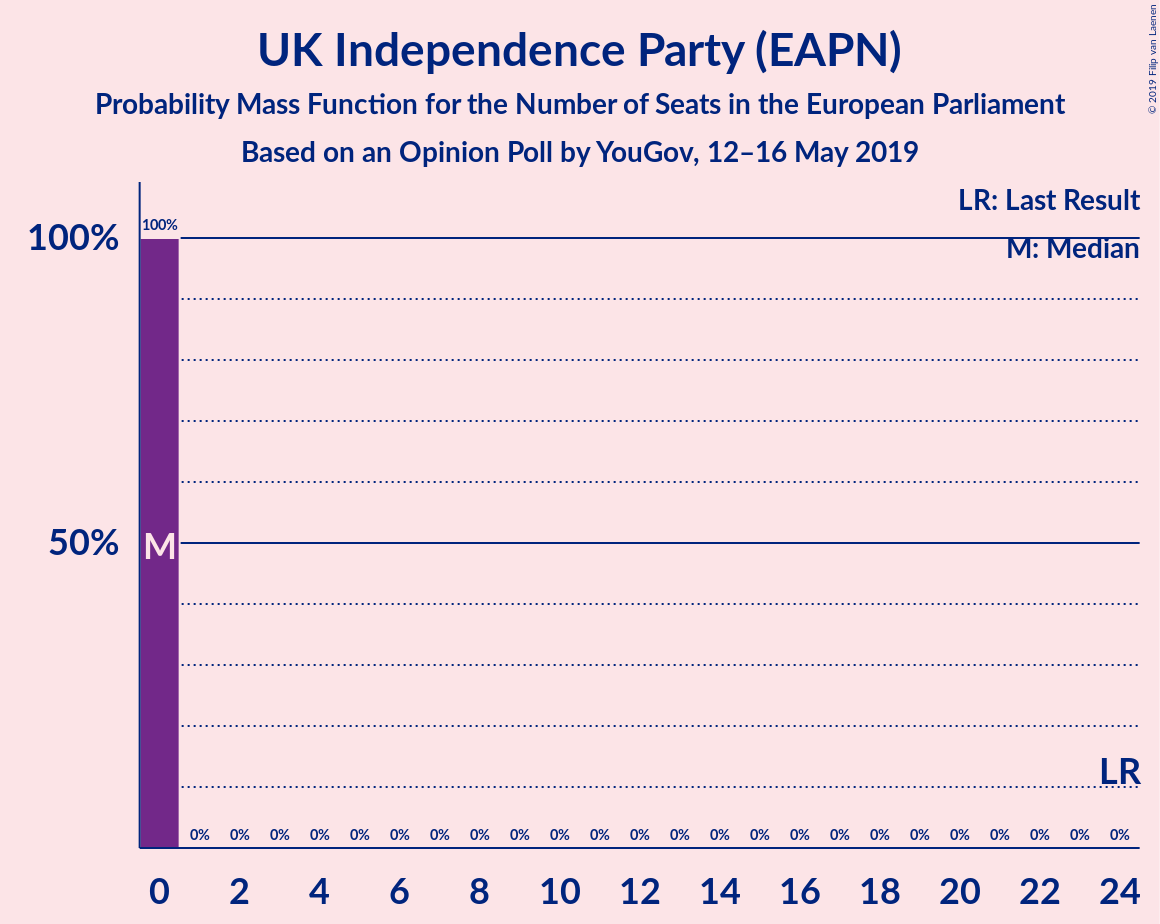 UK Independence Party (EAPN)
Probability Mass Function for the Number of Seats in the European Parliament
Based on an Opinion Poll by YouGov, 12–16 May 2019
© 2019 Filip van Laenen
LR: Last Result
M: Median
100%
100%
50%
M
LR
0% 0% 0% 0% 0% 0% 0% 0% 0% 0% 0% 0% 0% 0% 0% 0% 0% 0% 0% 0% 0% 0% 0% 0%
0 2 4 6 8 10 12 14 16 18 20 22 24